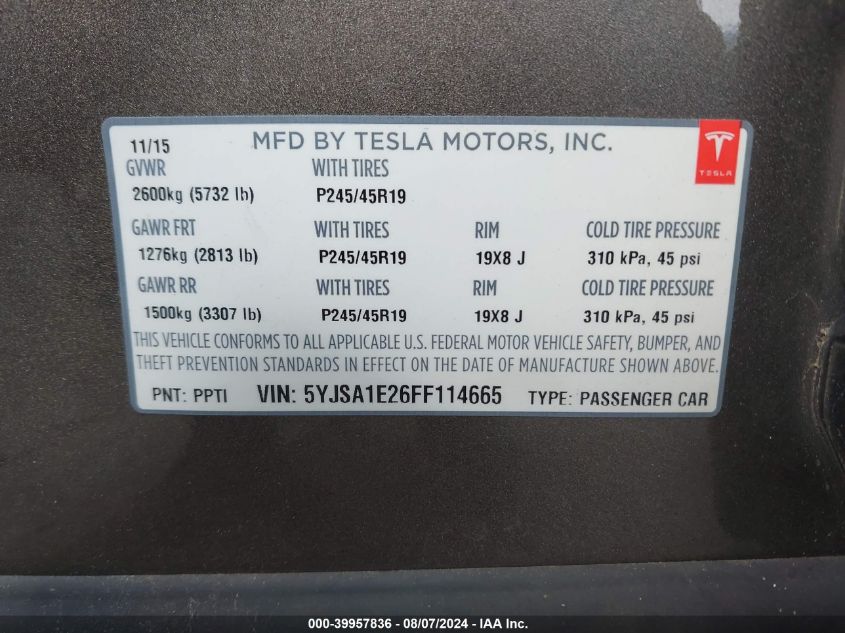 11/15 MFD BY TESLA MOTORS, INC.
TESLA
GVWR WITH TIRES
2600kg (5732 lb) P245/45R19
GAWR FRT WITH TIRES RIM COLD TIRE PRESSURE
1276kg (2813 lb) P245/45R19 19X8 J 310 kPa, 45 psi
GAWR RR WITH TIRES RIM COLD TIRE PRESSURE
1500kg (3307 lb) P245/45R19 19X8 J 310 kPa, 45 psi
THIS VEHICLE CONFORMS TO ALL APPLICABLE U.S. FEDERAL MOTOR VEHICLE SAFETY, BUMPER, AND
THEFT PREVENTION STANDARDS IN EFFECT ON THE DATE OF MANUFACTURE SHOWN ABOVE.
PNT: PPTI VIN: 5YJSA1E26FF114665 TYPE: PASSENGER CAR
000-39957836 - 08/07/2024 - IAA Inc.